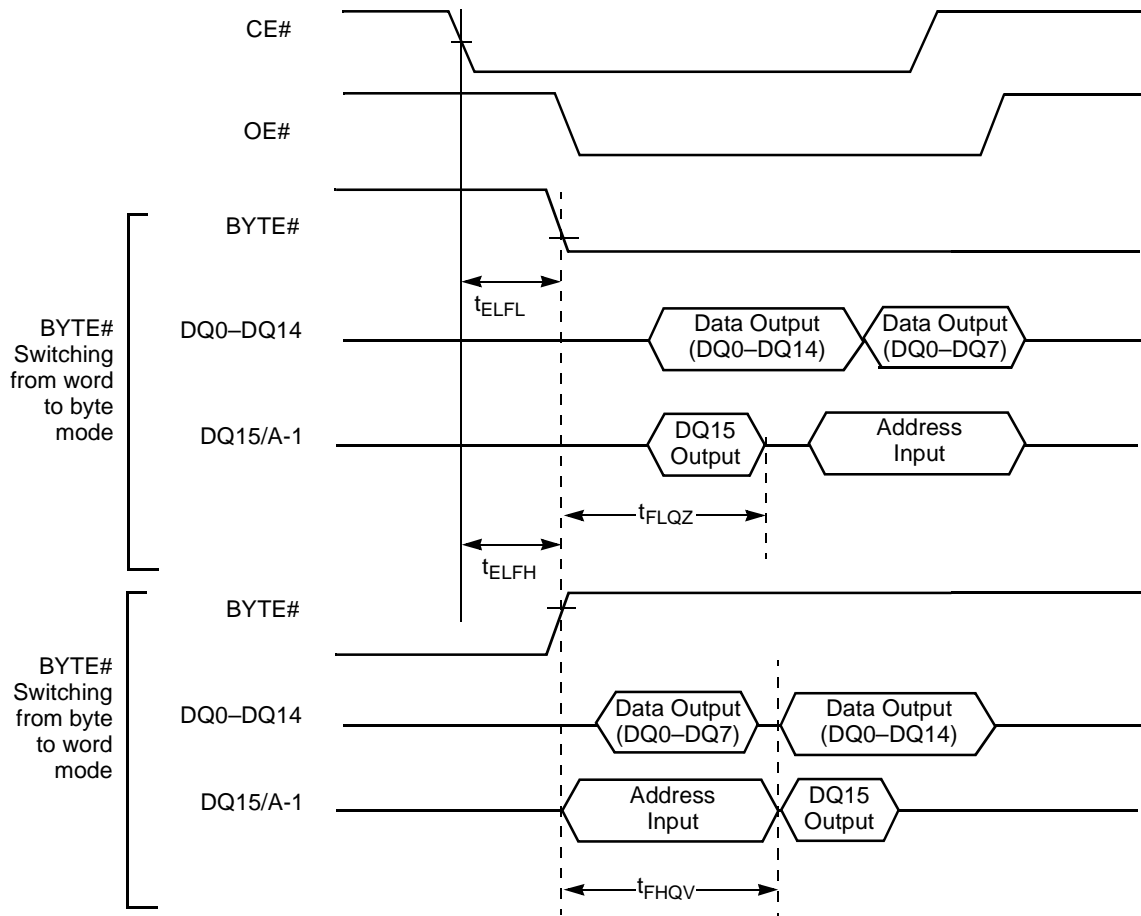 CE#
OE#
BYTE#
tELFL
BYTE#
Switching
from word
to byte
mode
DQ0–DQ14
Data Output
(DQ0–DQ14)
Data Output
(DQ0–DQ7)
DQ15/A-1
DQ15
Output
Address
Input
tFLQZ
tELFH
BYTE#
BYTE#
Switching
from byte
to word
mode
DQ0–DQ14
Data Output
(DQ0–DQ7)
Data Output
(DQ0–DQ14)
DQ15/A-1
Address
Input
DQ15
Output
tFHQV